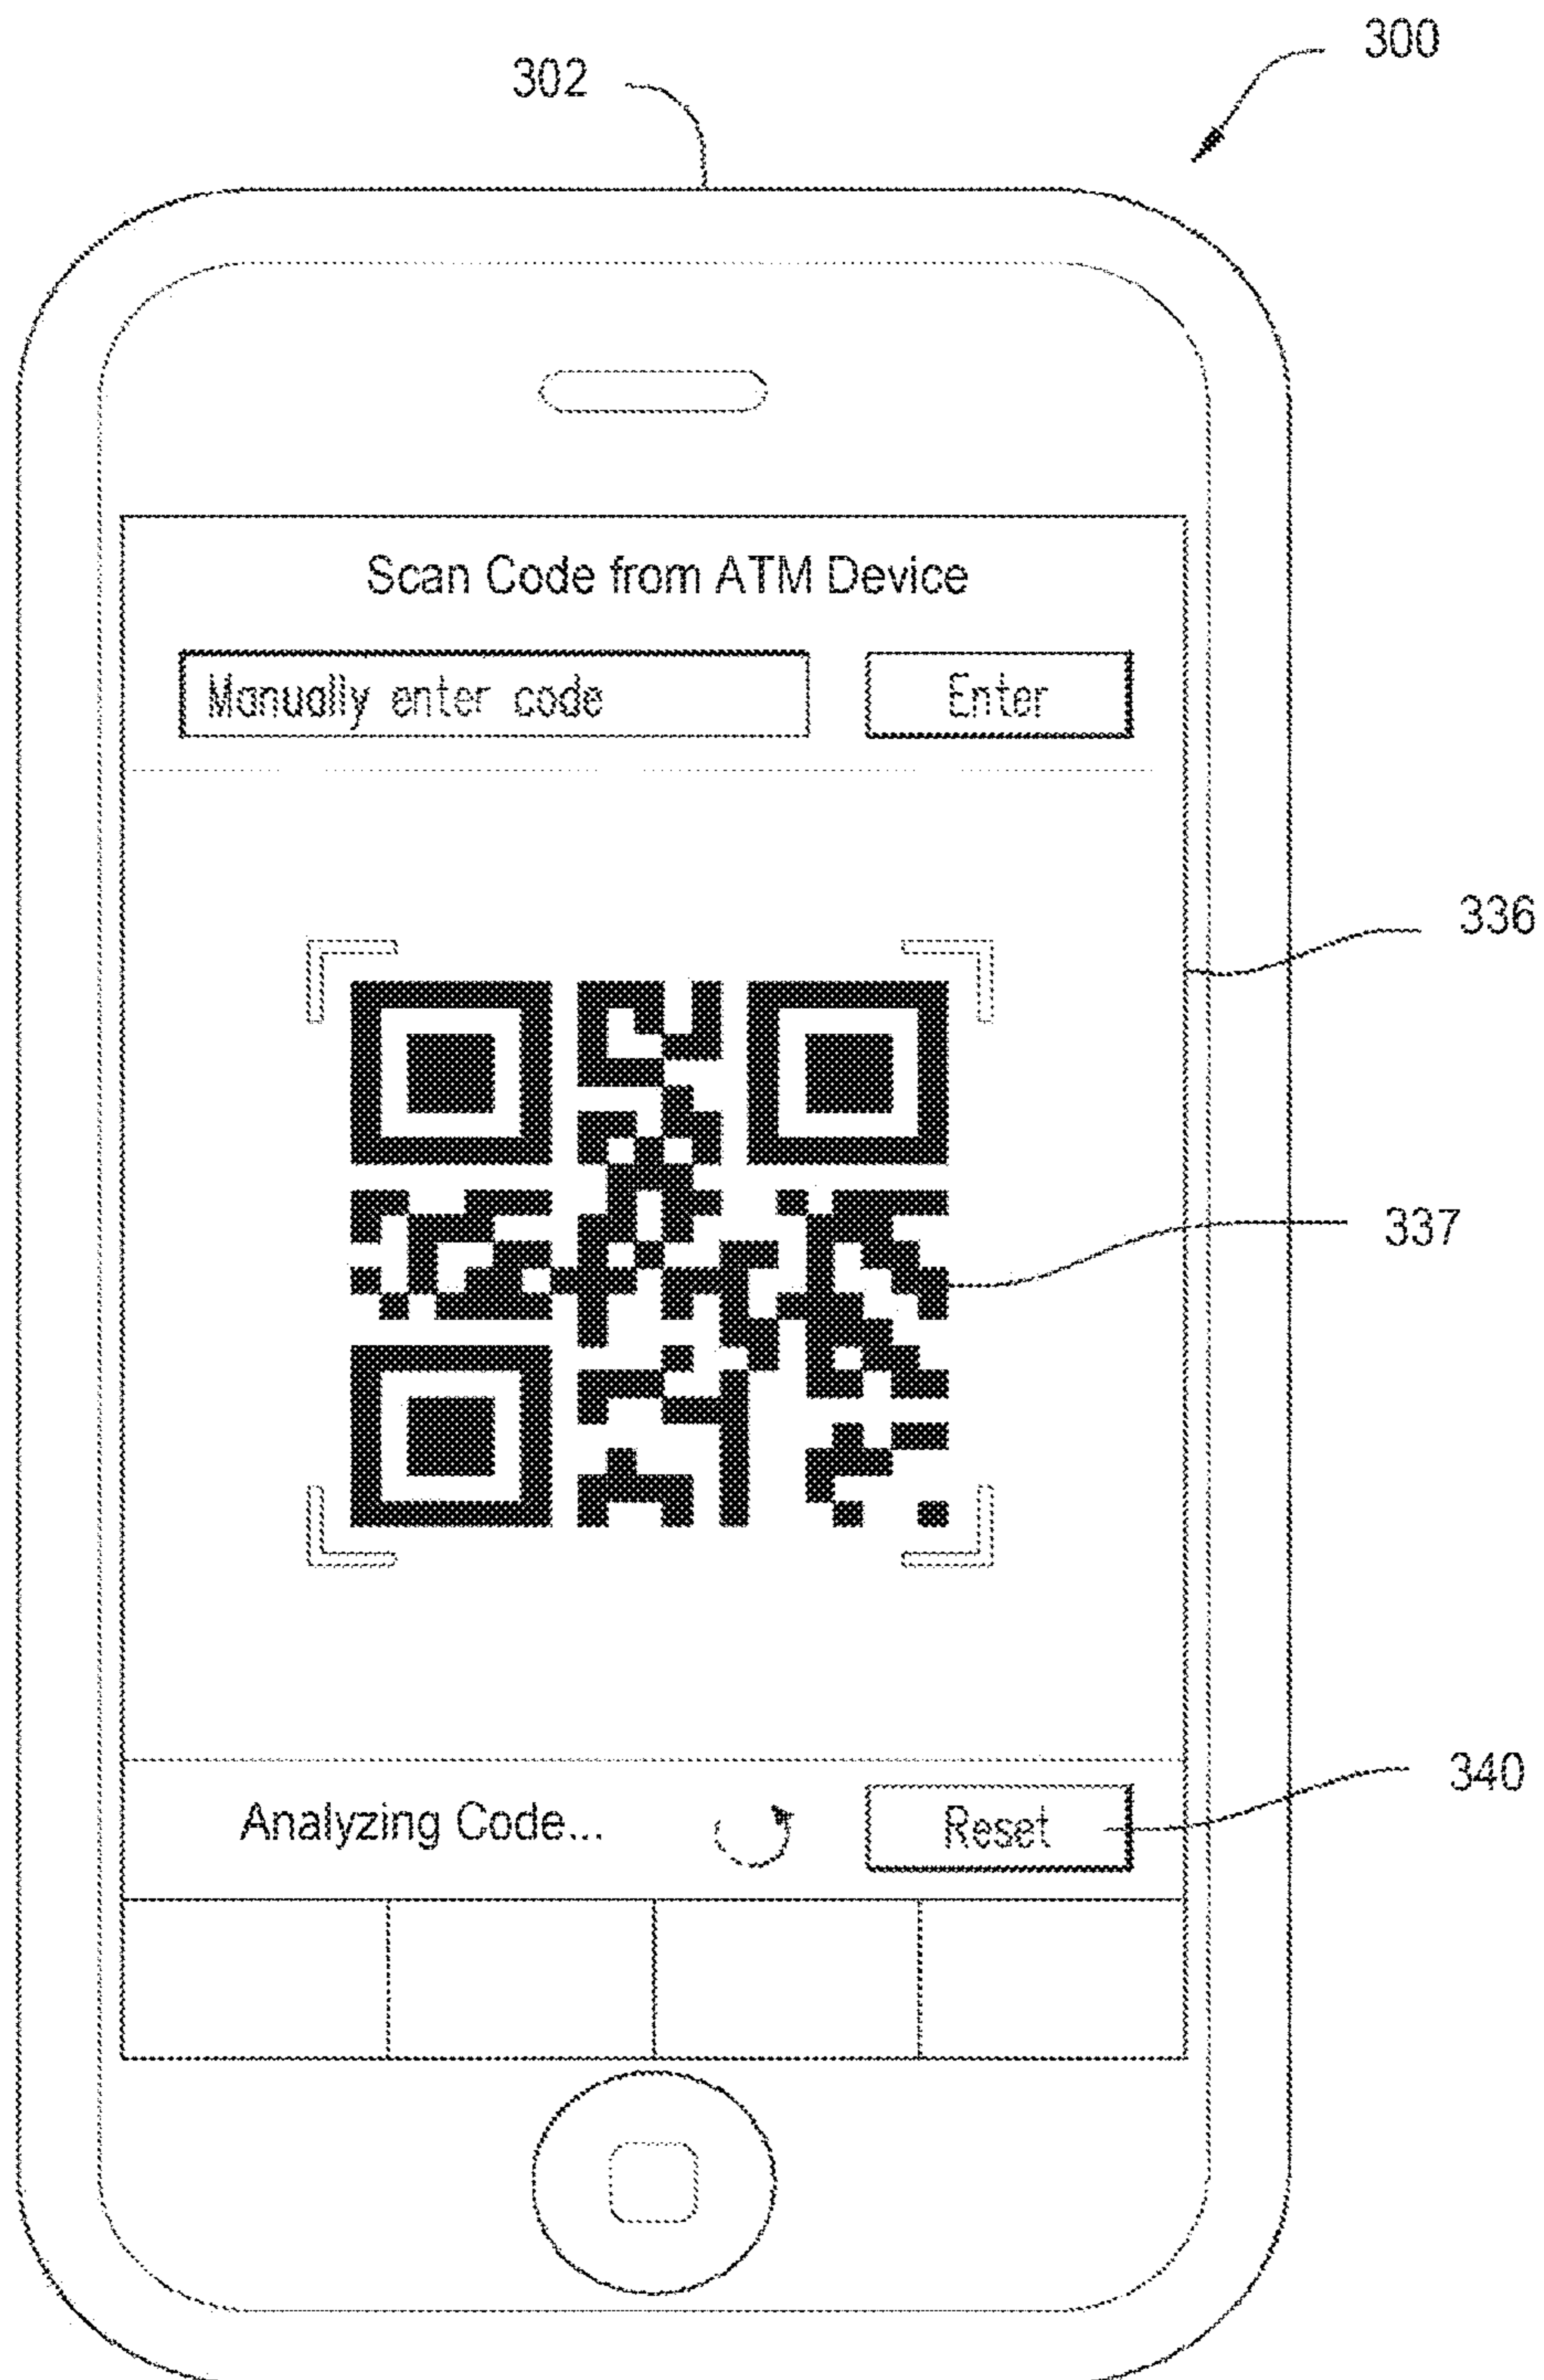 300
302
Scan Code from ATM Device
Manually enter code
Enter
336
337
340
Analyzing Code...
Reset